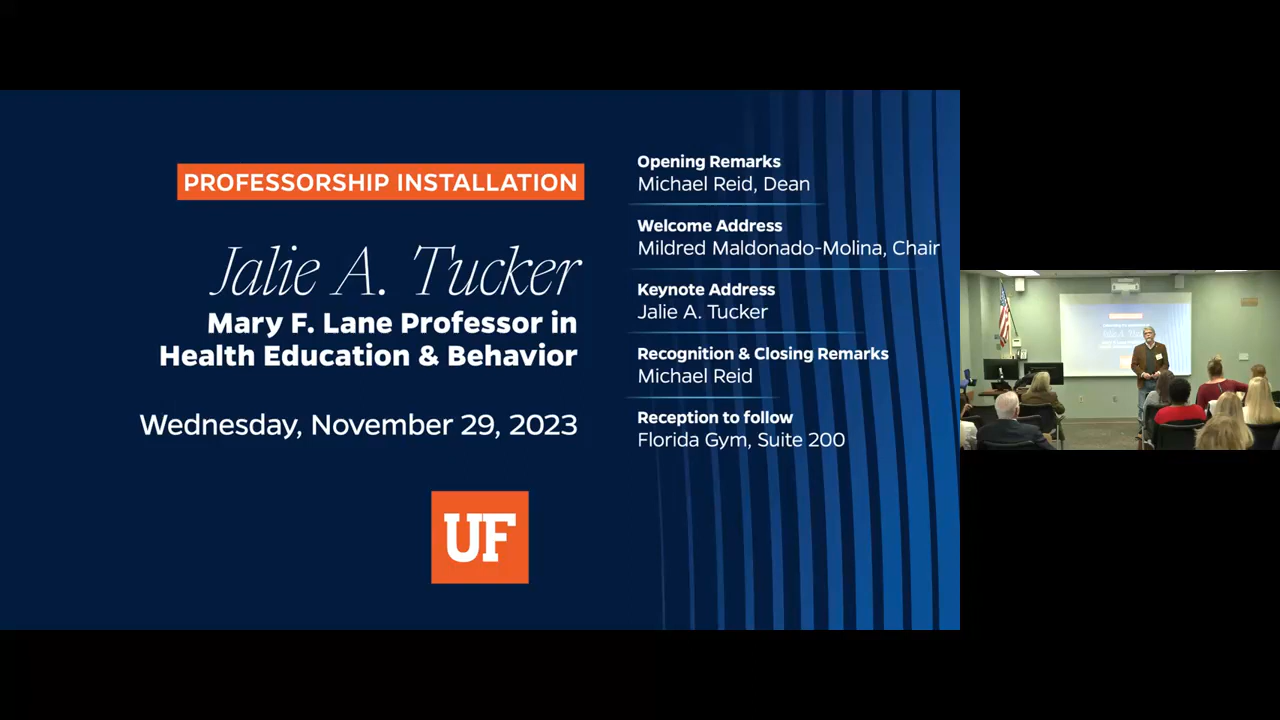 PROFESSORSHIP INSTALLATION
Jalie A. Tucker
Mary F. Lane Professor in
Health Education & Behavior
Wednesday, November 29, 2023
UF
Opening Remarks
Michael Reid, Dean
Welcome Address
Mildred Maldonado-Molina, Chair
Keynote Address
Jalie A. Tucker
Recognition & Closing Remarks
Michael Reid
Reception to follow
Florida Gym, Suite 200